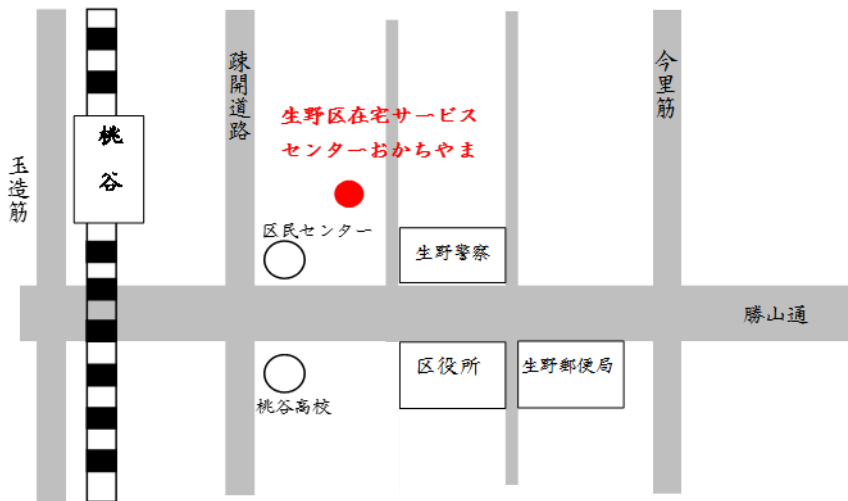 疎開道路
今里筋
生野区在宅サービス
センターおかちやま
桃谷
玉造筋
区民センター
生野警察
勝山通
区役所
生野郵便局
桃谷高校